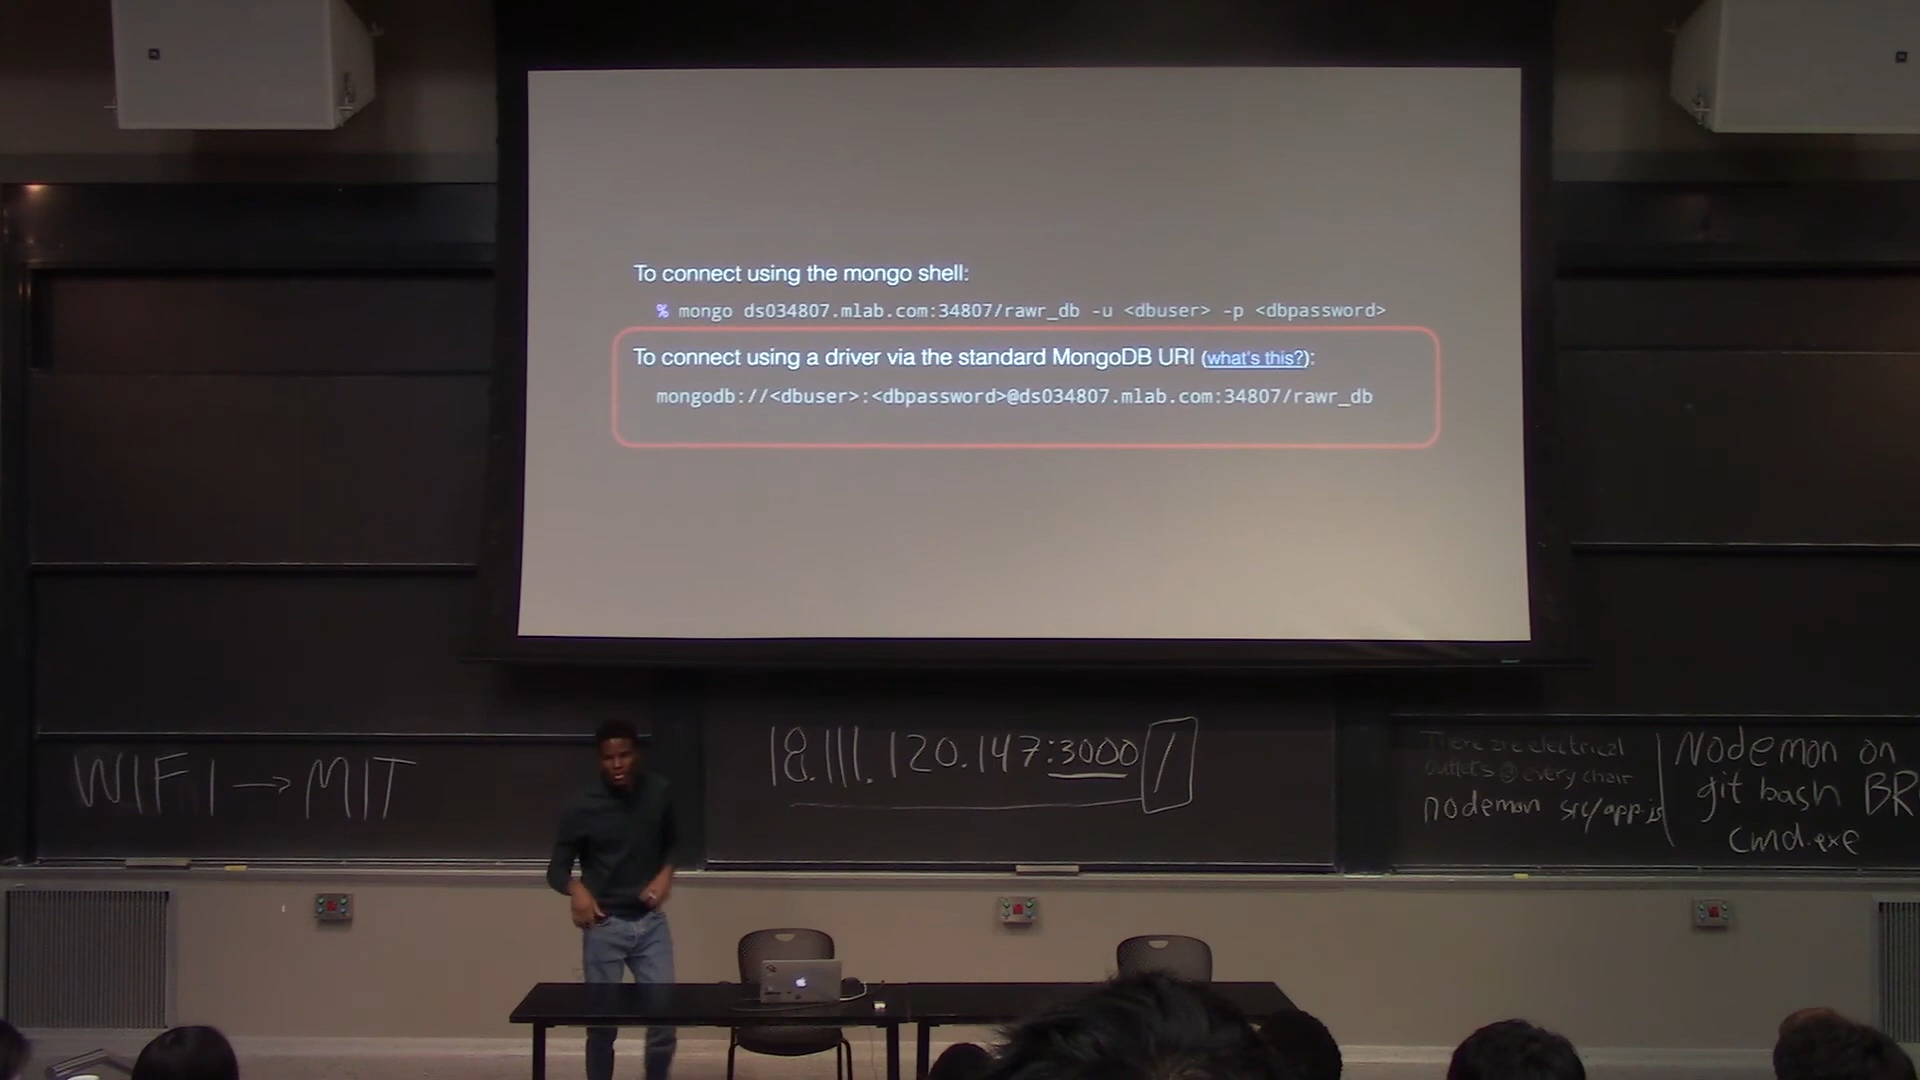 To connect using the mongo shell:
% mongo ds034807.mlab.com:34807/rawr_db -u <dbuser> -p <dbpassword>
To connect using a driver via the standard MongoDB URI (what's this?):
mongodb://<dbuser>:<dbpassword>@ds034807.mlab.com:34807/rawr_db
WIFI → MIT
18.111.120.147:3000/
There are electrical
outlets @ every chair
nodemon src/app.js
Nodemon on
git bash BR
cmd.exe